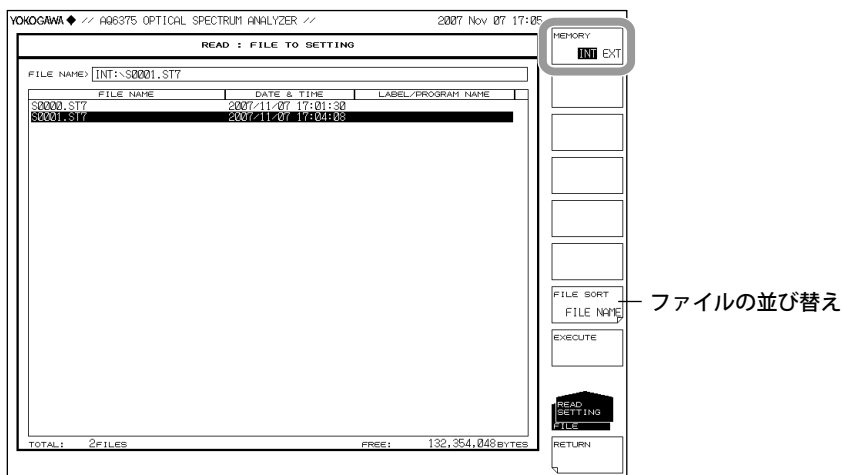 YOKOGAWA ◆ // AQ6375 OPTICAL SPECTRUM ANALYZER // 2007 Nov 07 17:05
READ : FILE TO SETTING
FILE NAME> INT:\S0001.ST7
FILE NAME DATE & TIME LABEL/PROGRAM NAME
S0000.ST7 2007/11/07 17:01:30
S0001.ST7 2007/11/07 17:04:08
TOTAL: 2FILES FREE: 132,354,048BYTES
MEMORY
INT EXT
FILE SORT
FILE NAME
ファイルの並び替え
EXECUTE
READ
SETTING
FILE
RETURN